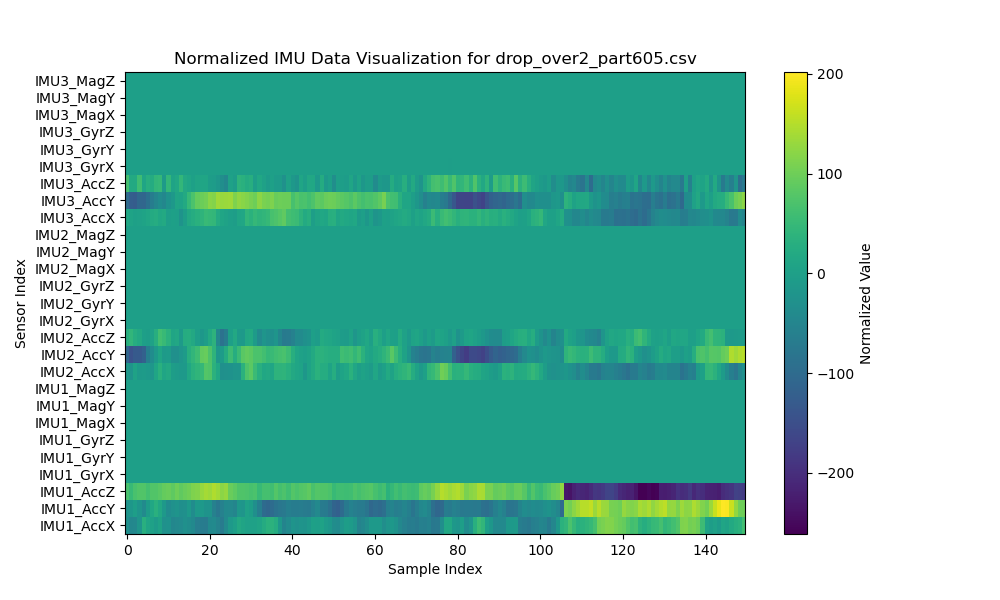 Normalized IMU Data Visualization for drop_over2_part605.csv
IMU3_MagZ
IMU3_MagY
IMU3_MagX
IMU3_GyrZ
IMU3_GyrY
IMU3_GyrX
IMU3_AccZ
IMU3_AccY
IMU3_AccX
IMU2_MagZ
IMU2_MagY
IMU2_MagX
IMU2_GyrZ
IMU2_GyrY
IMU2_GyrX
IMU2_AccZ
IMU2_AccY
IMU2_AccX
IMU1_MagZ
IMU1_MagY
IMU1_MagX
IMU1_GyrZ
IMU1_GyrY
IMU1_GyrX
IMU1_AccZ
IMU1_AccY
IMU1_AccX
Sensor Index
0 20 40 60 80 100 120 140
Sample Index
200
100
0
−100
−200
Normalized Value